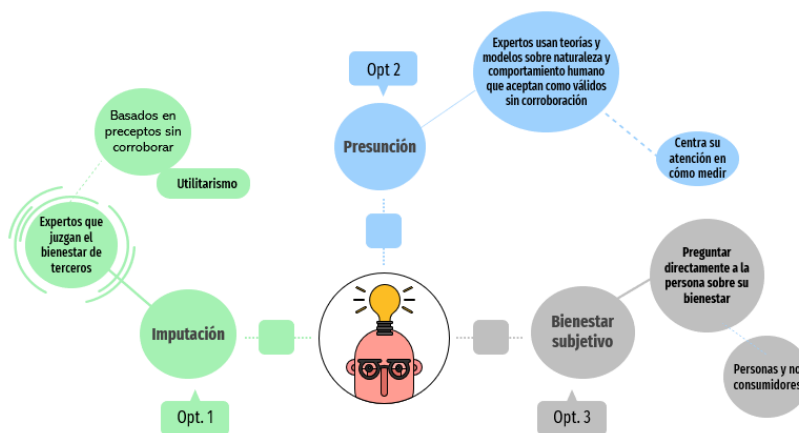 Opt 2
Presunción
Expertos usan teorías y
modelos sobre naturaleza y
comportamiento humano
que aceptan como válidos
sin corroboración
Centra su
atención en
cómo medir
Basados en
preceptos sin
corroborar
Utilitarismo
Expertos que
juzgan el
bienestar de
terceros
Imputación
Opt. 1
Bienestar
subjetivo
Opt. 3
Preguntar
directamente a la
persona sobre su
bienestar
Personas y no
consumidores